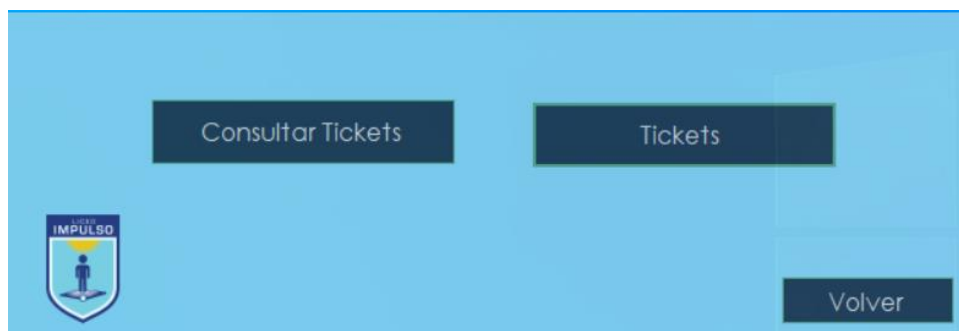 Consultar Tickets
Tickets
LICEO
IMPULSO
Volver